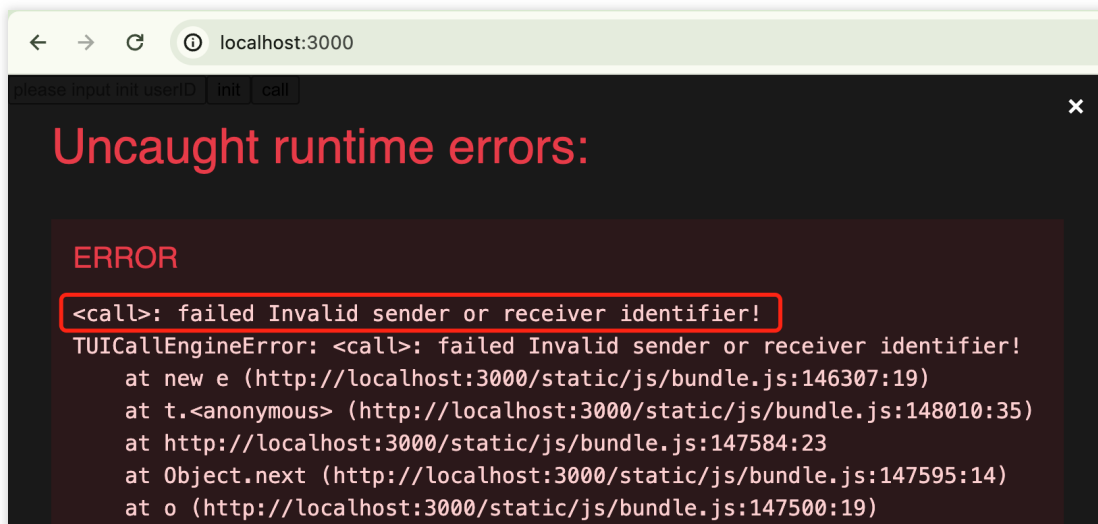 localhost:3000
please input init userID init call
Uncaught runtime errors:
ERROR
<call>: failed Invalid sender or receiver identifier!
TUICallEngineError: <call>: failed Invalid sender or receiver identifier!
at new e (http://localhost:3000/static/js/bundle.js:146307:19)
at t.<anonymous> (http://localhost:3000/static/js/bundle.js:148010:35)
at http://localhost:3000/static/js/bundle.js:147584:23
at Object.next (http://localhost:3000/static/js/bundle.js:147595:14)
at o (http://localhost:3000/static/js/bundle.js:147500:19)